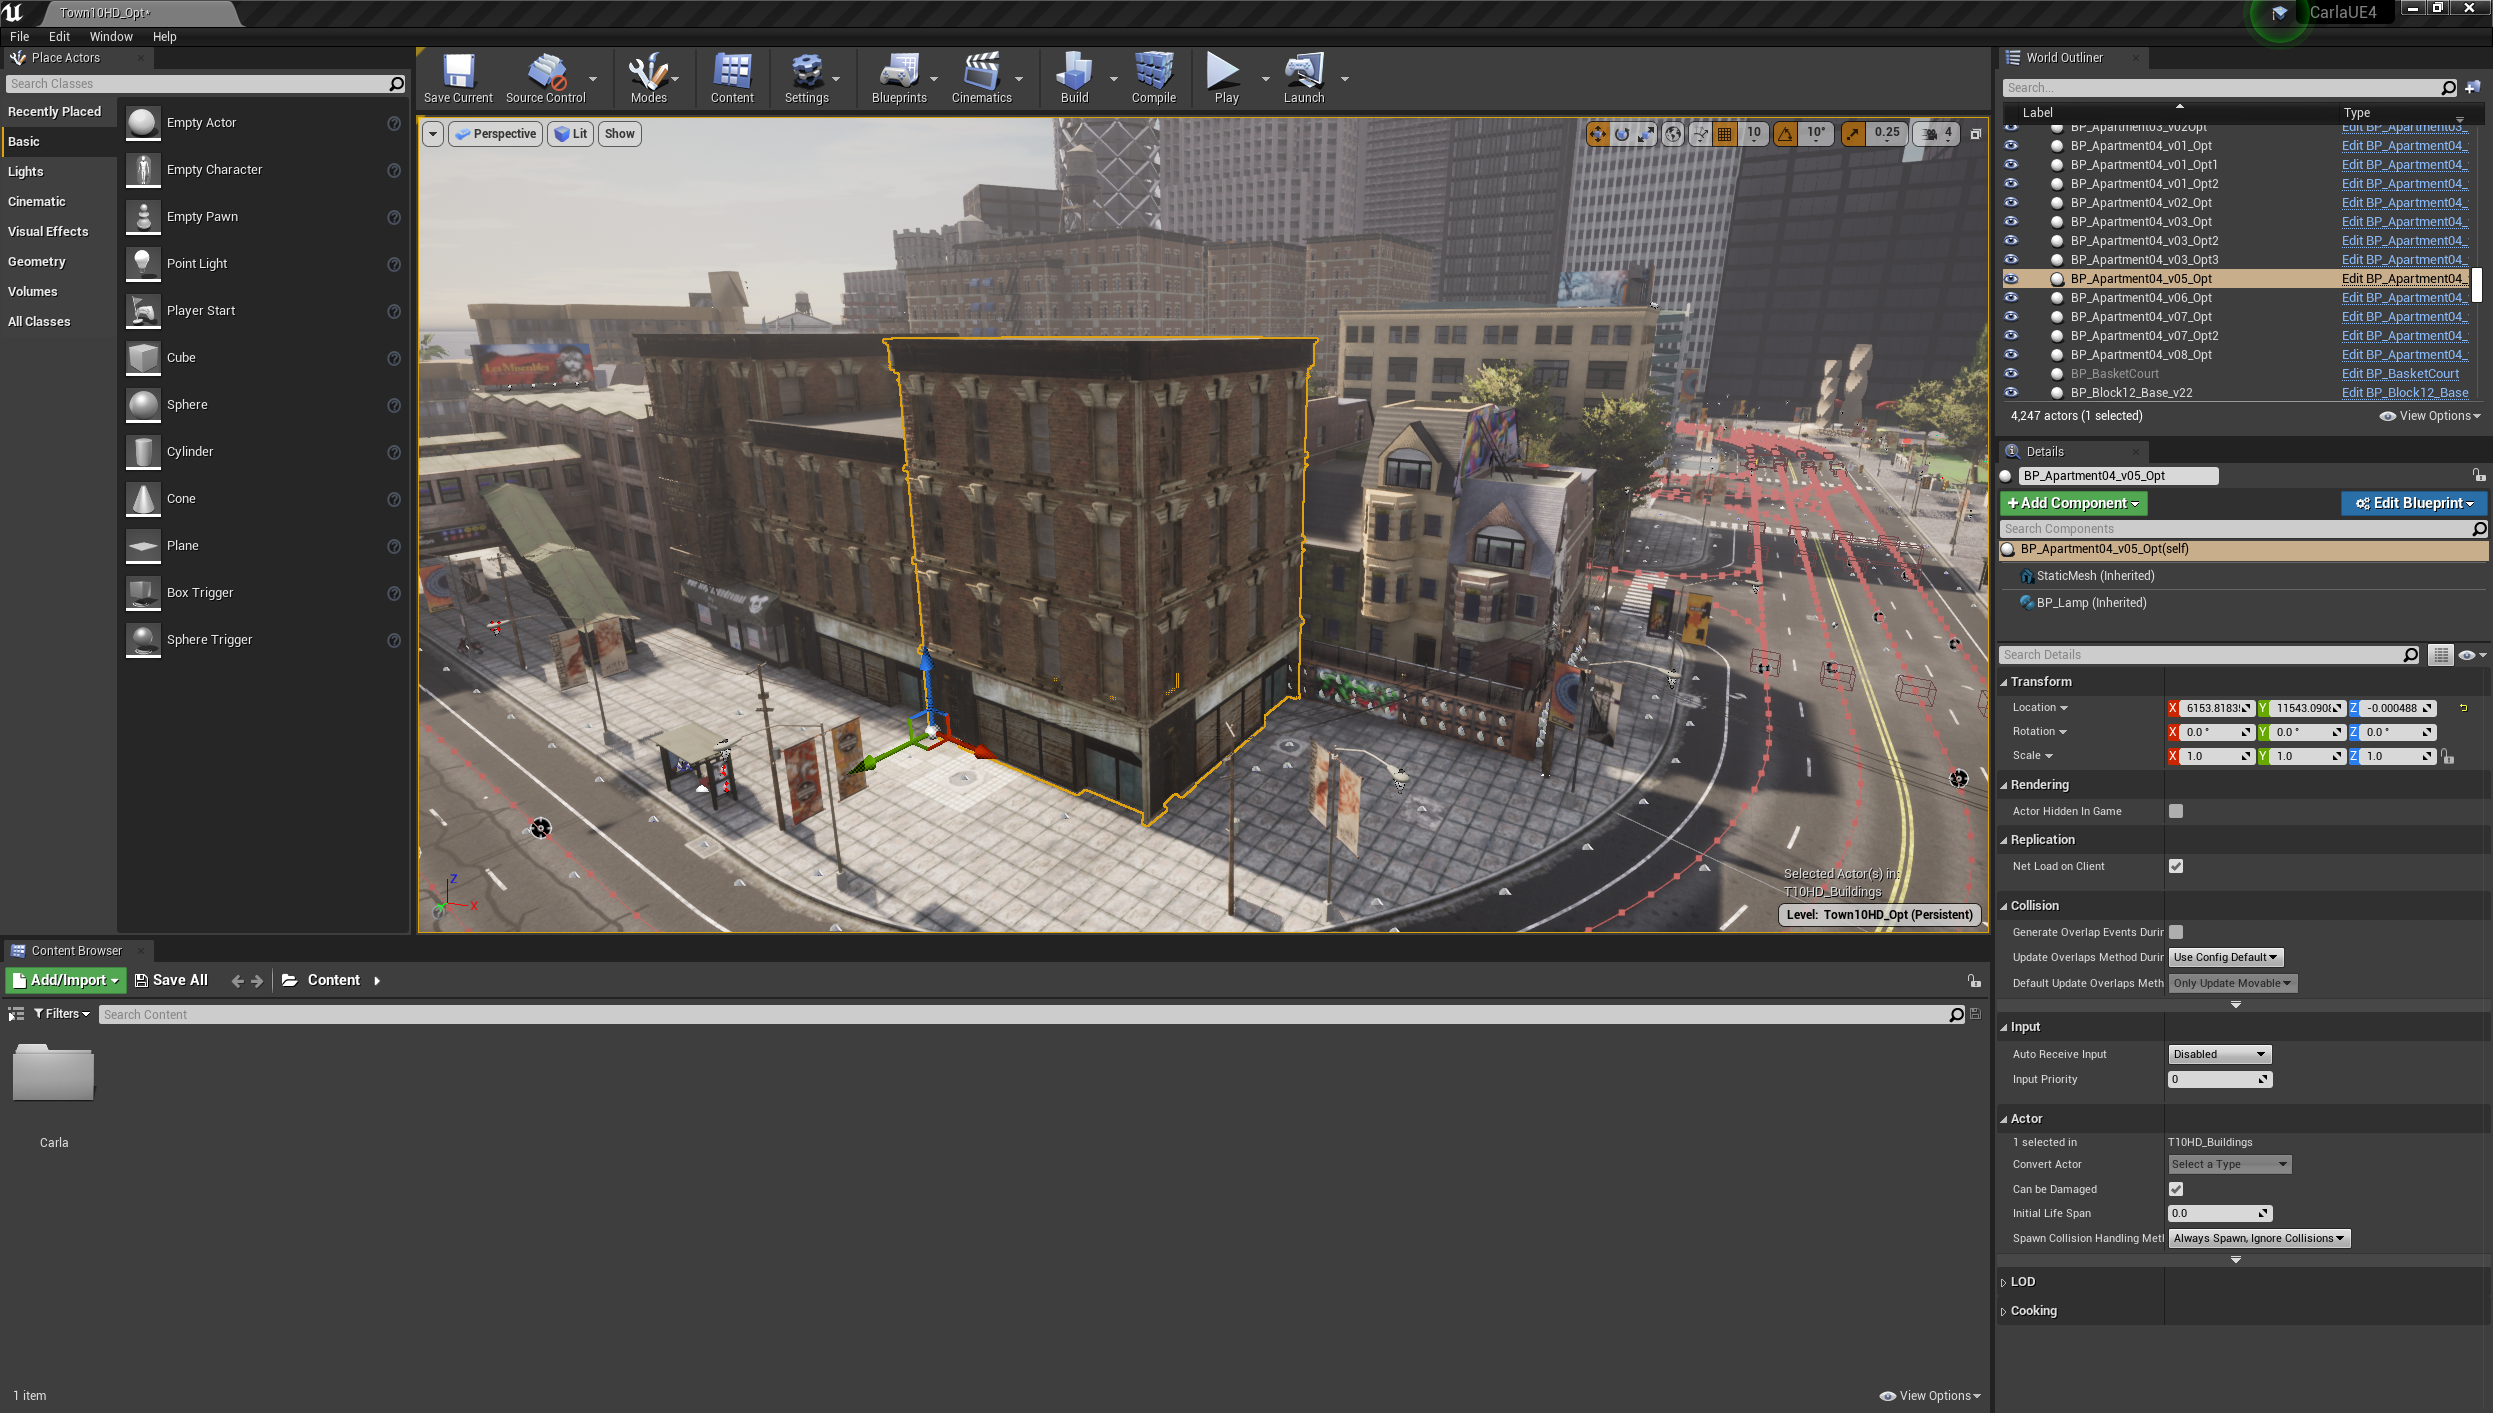 Town10HD_Opt*
CarlaUE4
File Edit Window Help
Place Actors
Search Classes
Recently Placed
Basic
Lights
Cinematic
Visual Effects
Geometry
Volumes
All Classes
Empty Actor
Empty Character
Empty Pawn
Point Light
Player Start
Cube
Sphere
Cylinder
Cone
Plane
Box Trigger
Sphere Trigger
Save Current Source Control Modes Content Settings Blueprints Cinematics Build Compile Play Launch
Perspective Lit Show
10 10° 0.25 4
Les Miserables
Z
X
Selected Actor(s) in:
T10HD_Buildings
Level: Town10HD_Opt (Persistent)
World Outliner
Search...
Label Type
BP_Apartment03_v02Opt Edit BP_Apartment03_
BP_Apartment04_v01_Opt Edit BP_Apartment04_
BP_Apartment04_v01_Opt1 Edit BP_Apartment04_
BP_Apartment04_v01_Opt2 Edit BP_Apartment04_
BP_Apartment04_v02_Opt Edit BP_Apartment04_
BP_Apartment04_v03_Opt Edit BP_Apartment04_
BP_Apartment04_v03_Opt2 Edit BP_Apartment04_
BP_Apartment04_v03_Opt3 Edit BP_Apartment04_
BP_Apartment04_v05_Opt Edit BP_Apartment04_
BP_Apartment04_v06_Opt Edit BP_Apartment04_
BP_Apartment04_v07_Opt Edit BP_Apartment04_
BP_Apartment04_v07_Opt2 Edit BP_Apartment04_
BP_Apartment04_v08_Opt Edit BP_Apartment04_
BP_BasketCourt Edit BP_BasketCourt
BP_Block12_Base_v22 Edit BP_Block12_Base
4,247 actors (1 selected) View Options
Details
BP_Apartment04_v05_Opt
+Add Component Edit Blueprint
Search Components
BP_Apartment04_v05_Opt(self)
StaticMesh (Inherited)
BP_Lamp (Inherited)
Search Details
Transform
Location X 6153.8183 Y 11543.090 Z -0.000488
Rotation X 0.0 ° Y 0.0 ° Z 0.0 °
Scale X 1.0 Y 1.0 Z 1.0
Rendering
Actor Hidden In Game
Replication
Net Load on Client
Collision
Generate Overlap Events Durin
Update Overlaps Method Durin Use Config Default
Default Update Overlaps Meth Only Update Movable
Input
Auto Receive Input Disabled
Input Priority 0
Actor
1 selected in T10HD_Buildings
Convert Actor Select a Type
Can be Damaged
Initial Life Span 0.0
Spawn Collision Handling Met Always Spawn, Ignore Collisions
LOD
Cooking
Content Browser
Add/Import Save All Content
Filters Search Content
Carla
1 item View Options